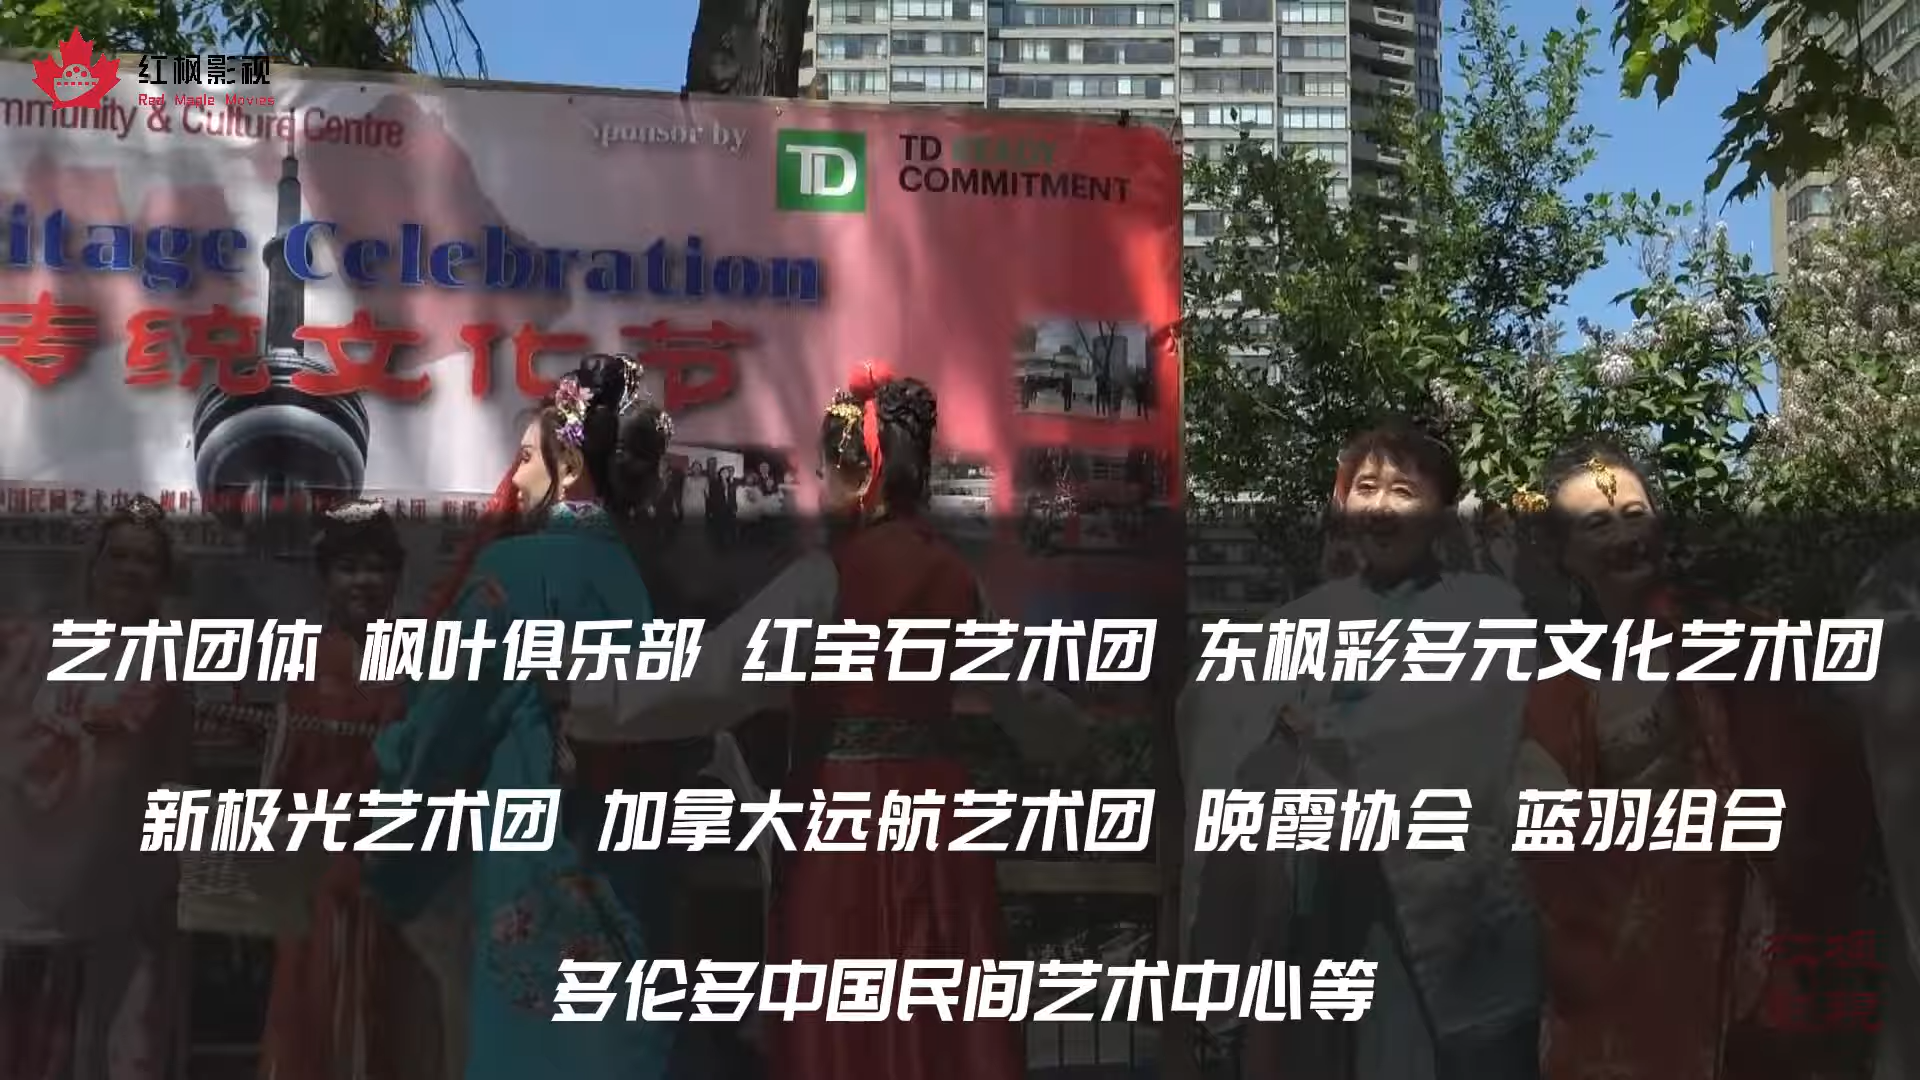 红枫影视
Red Maple Movies
mmunity & Culture Centre
Sponsor by
TD
TD READY
COMMITMENT
itage Celebration
传统文化节
艺术团体 枫叶俱乐部 红宝石艺术团 东枫彩多元文化艺术团
新极光艺术团 加拿大远航艺术团 晚霞协会 蓝羽组合
多伦多中国民间艺术中心等